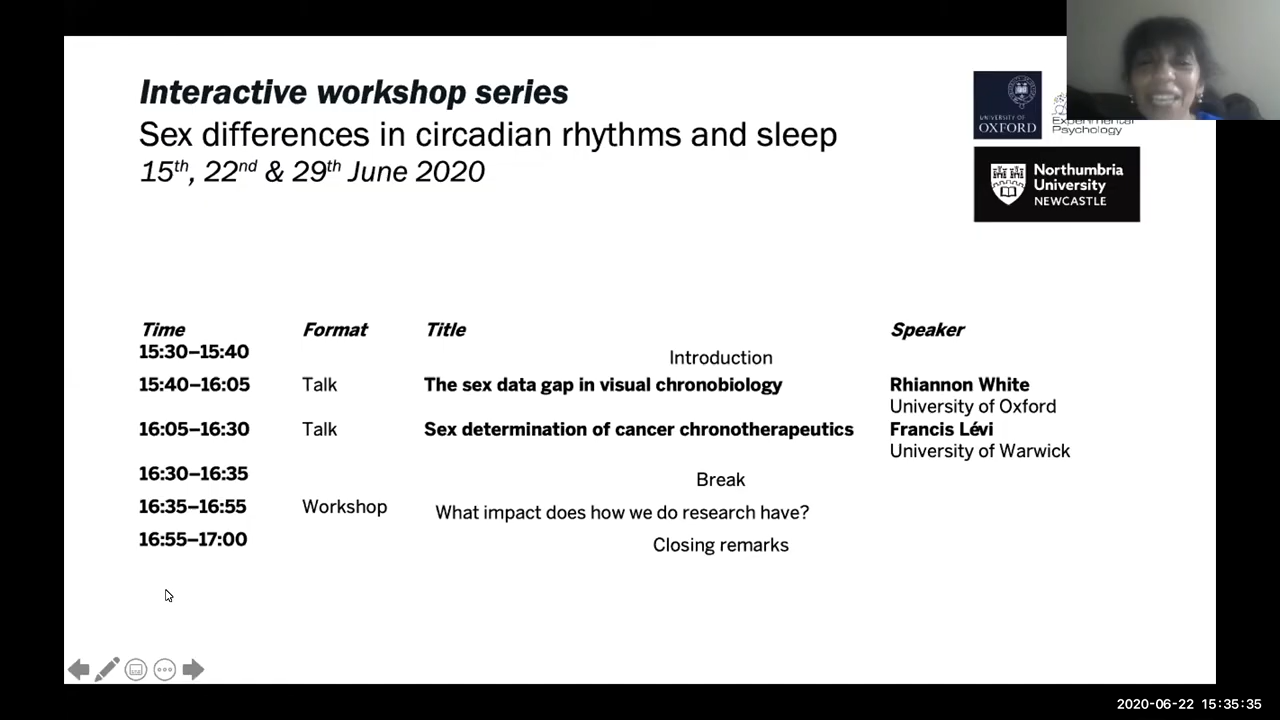 Interactive workshop series
Sex differences in circadian rhythms and sleep
15th, 22nd & 29th June 2020
UNIVERSITY OF
OXFORD
Experimental
Psychology
Northumbria
University
NEWCASTLE
Time Format Title Speaker
15:30–15:40 Introduction
15:40–16:05 Talk The sex data gap in visual chronobiology Rhiannon White
University of Oxford
16:05–16:30 Talk Sex determination of cancer chronotherapeutics Francis Lévi
University of Warwick
16:30–16:35 Break
16:35–16:55 Workshop What impact does how we do research have?
16:55–17:00 Closing remarks
2020-06-22 15:35:35